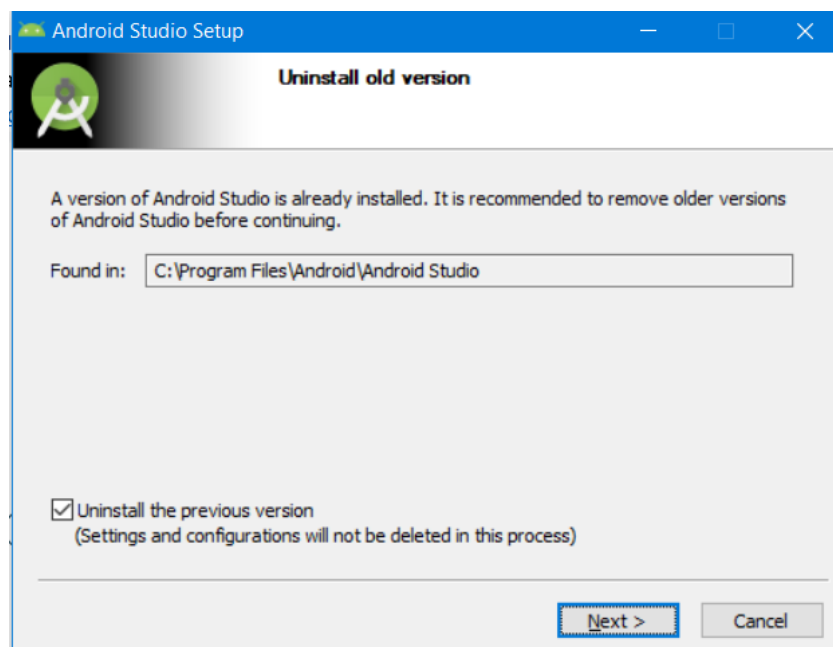 Android Studio Setup
Uninstall old version
A version of Android Studio is already installed. It is recommended to remove older versions
of Android Studio before continuing.
Found in: C:\Program Files\Android\Android Studio
Uninstall the previous version
(Settings and configurations will not be deleted in this process)
Next > Cancel